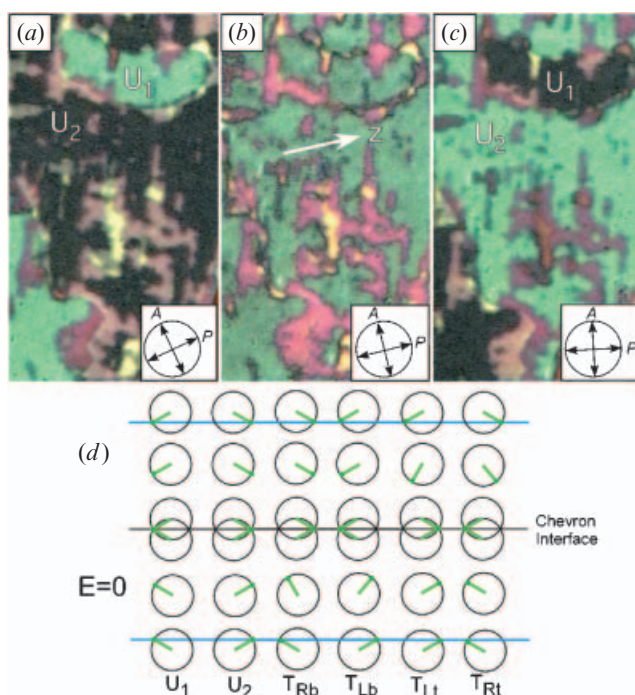 (a) (b) (c)
U1
U2
z
U1
U2
A P
A P
A P
(d)
Chevron
Interface
E=0
U1 U2 TRb TLb TLt TRt